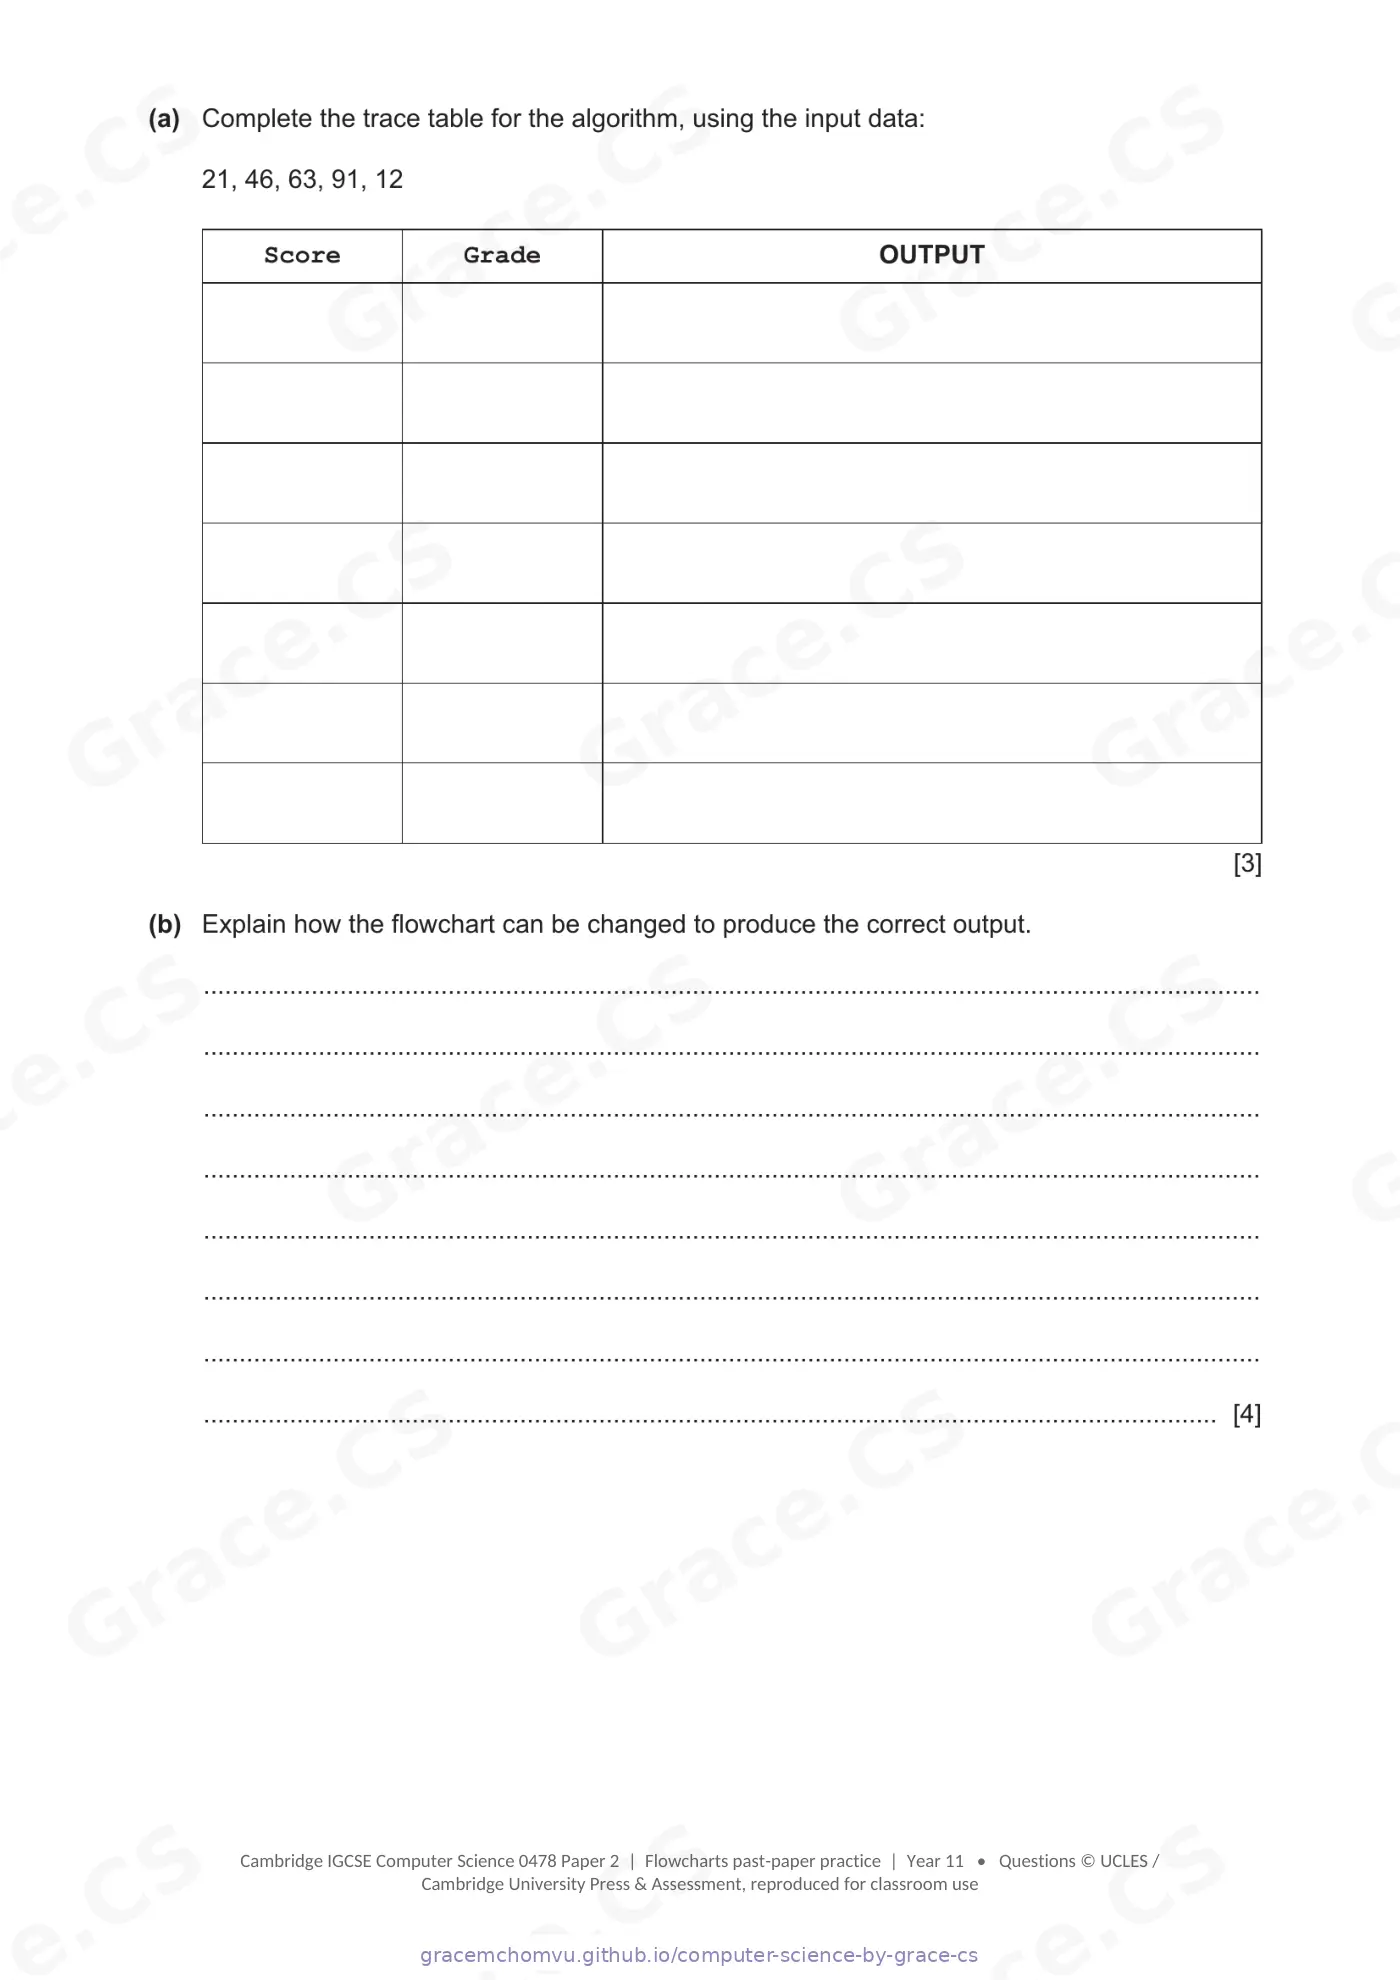 (a) Complete the trace table for the algorithm, using the input data:
21, 46, 63, 91, 12
Score Grade OUTPUT
[3]
(b) Explain how the flowchart can be changed to produce the correct output.
[4]
Cambridge IGCSE Computer Science 0478 Paper 2 | Flowcharts past-paper practice | Year 11 • Questions © UCLES /
Cambridge University Press & Assessment, reproduced for classroom use
gracemchomvu.github.io/computer-science-by-grace-cs
Grace.CS